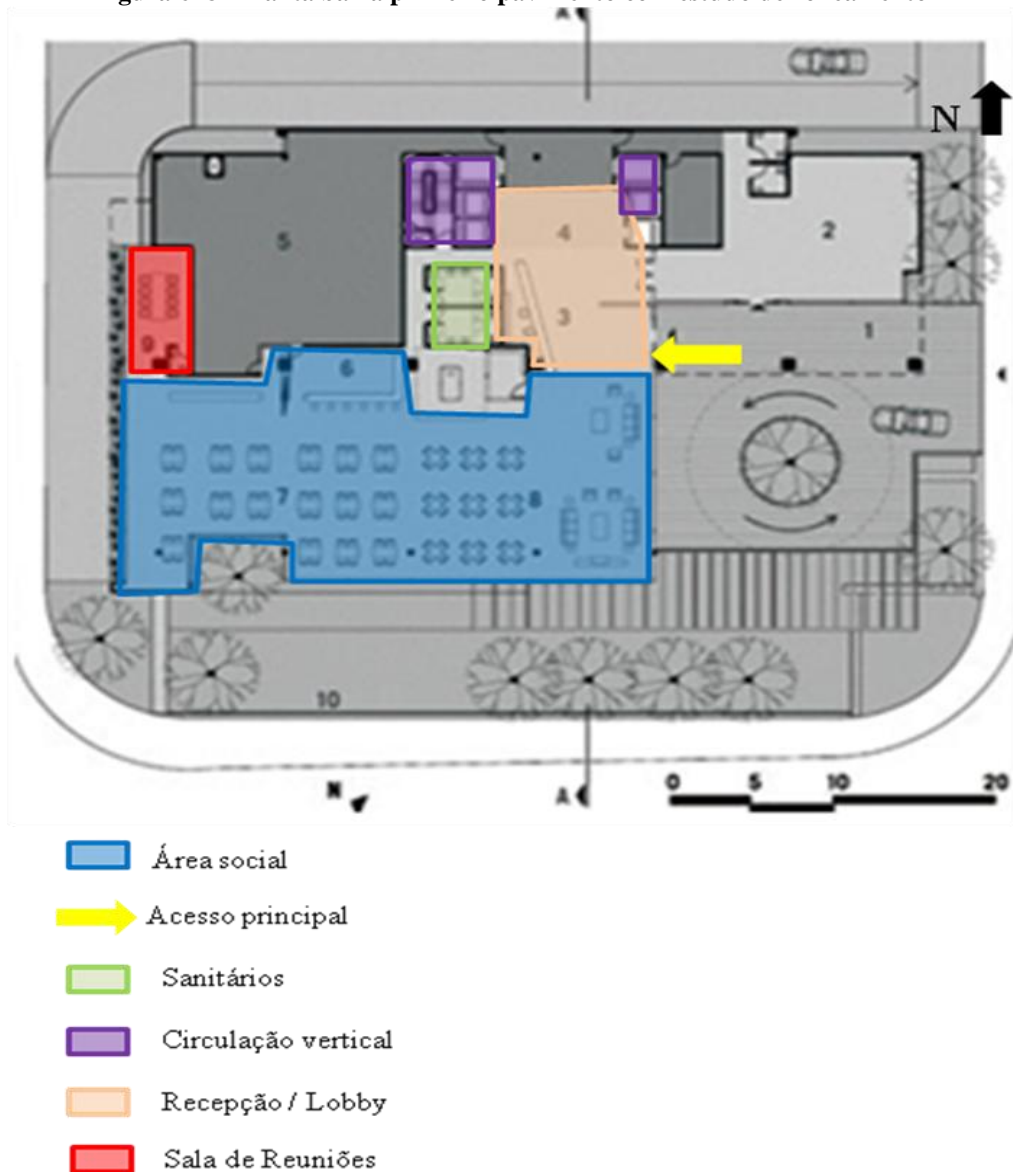 A
N
5
4
2
3
1
9
6
7
8
10
N
A
0 5 10 20
Área social
Acesso principal
Sanitários
Circulação vertical
Recepção / Lobby
Sala de Reuniões